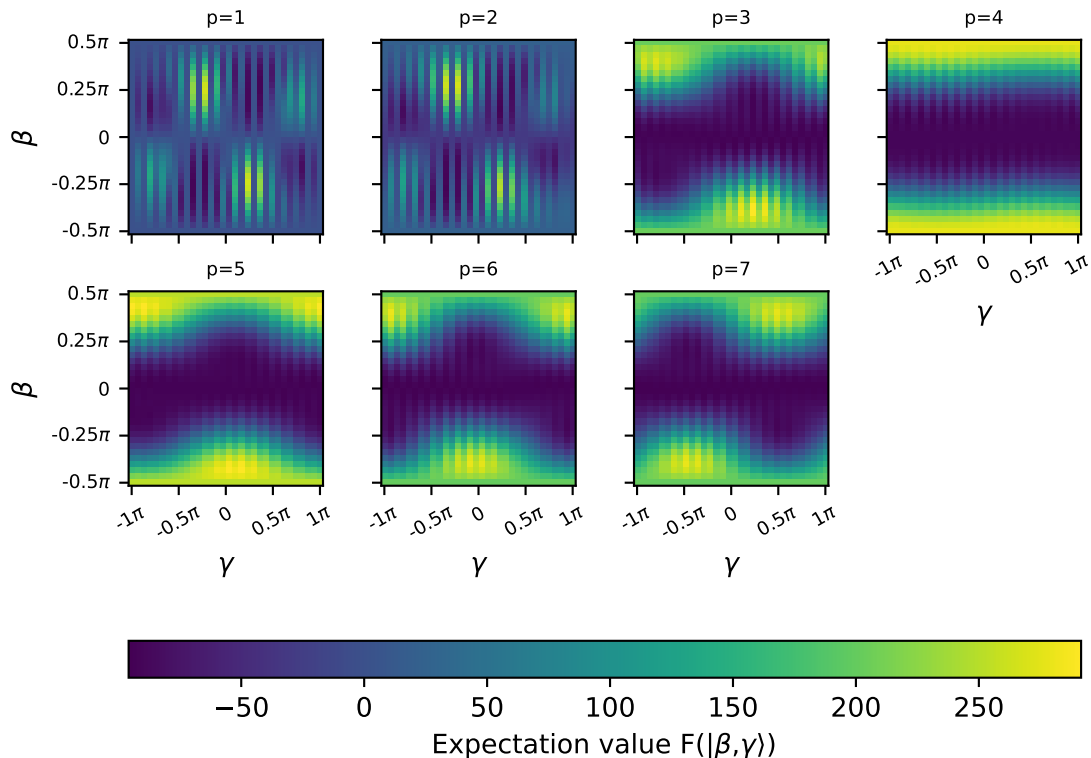 p=1 p=2 p=3 p=4
0.5π
0.25π
0
-0.25π
-0.5π
β
-1π -0.5π 0 0.5π 1π
γ
p=5 p=6 p=7
0.5π
0.25π
0
-0.25π
-0.5π
β
-1π -0.5π 0 0.5π 1π -1π -0.5π 0 0.5π 1π -1π -0.5π 0 0.5π 1π
γ γ γ
−50 0 50 100 150 200 250
Expectation value F(|β,γ⟩)